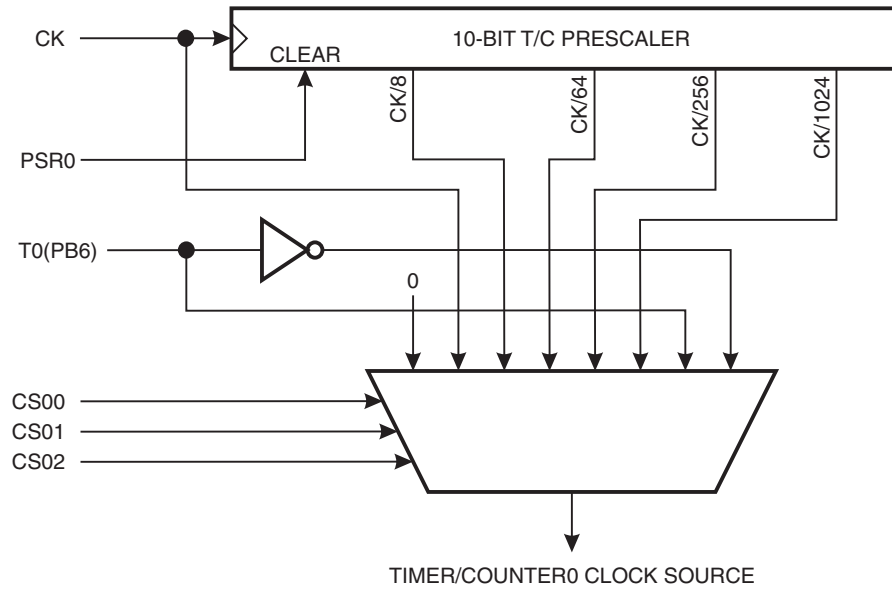 CK
10-BIT T/C PRESCALER
CLEAR
CK/8
CK/64
CK/256
CK/1024
PSR0
T0(PB6)
0
CS00
CS01
CS02
TIMER/COUNTER0 CLOCK SOURCE